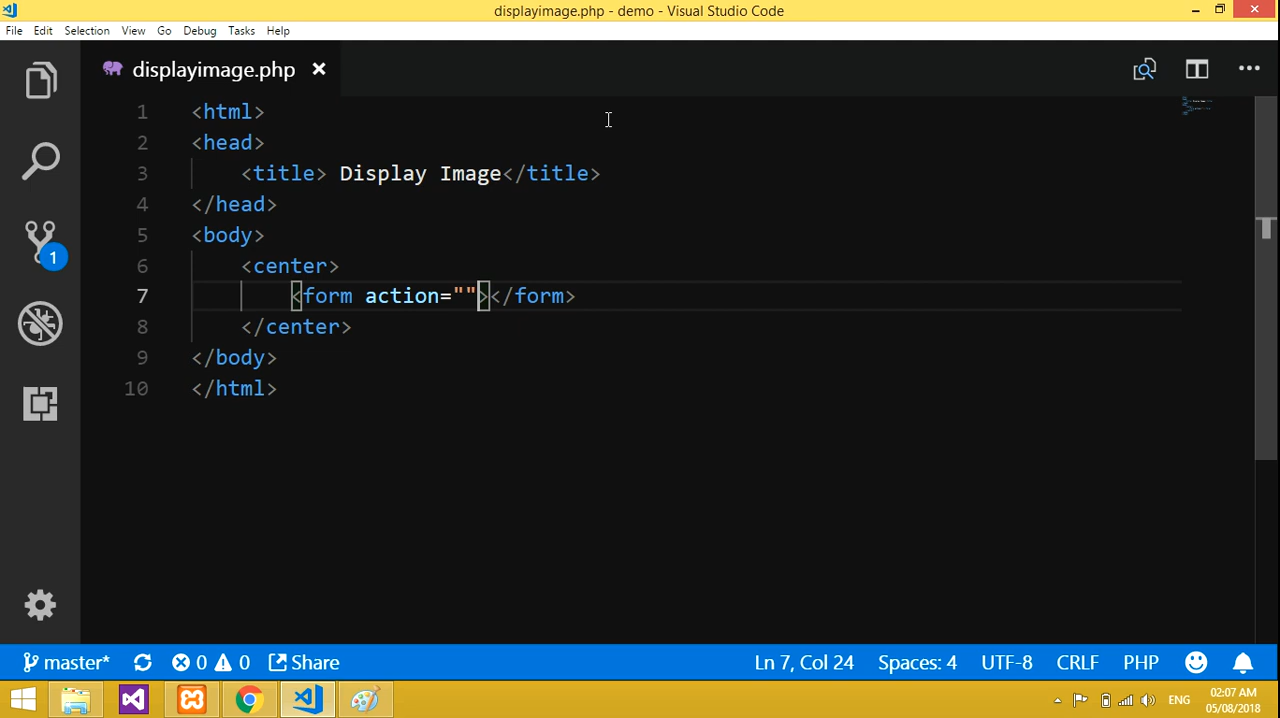 displayimage.php - demo - Visual Studio Code
File Edit Selection View Go Debug Tasks Help
displayimage.php
1 <html>
2 <head>
3 <title> Display Image</title>
4 </head>
5 <body>
6 <center>
7 <form action=""></form>
8 </center>
9 </body>
10 </html>
1
master* 0 0 Share Ln 7, Col 24 Spaces: 4 UTF-8 CRLF PHP
ENG 02:07 AM
05/08/2018